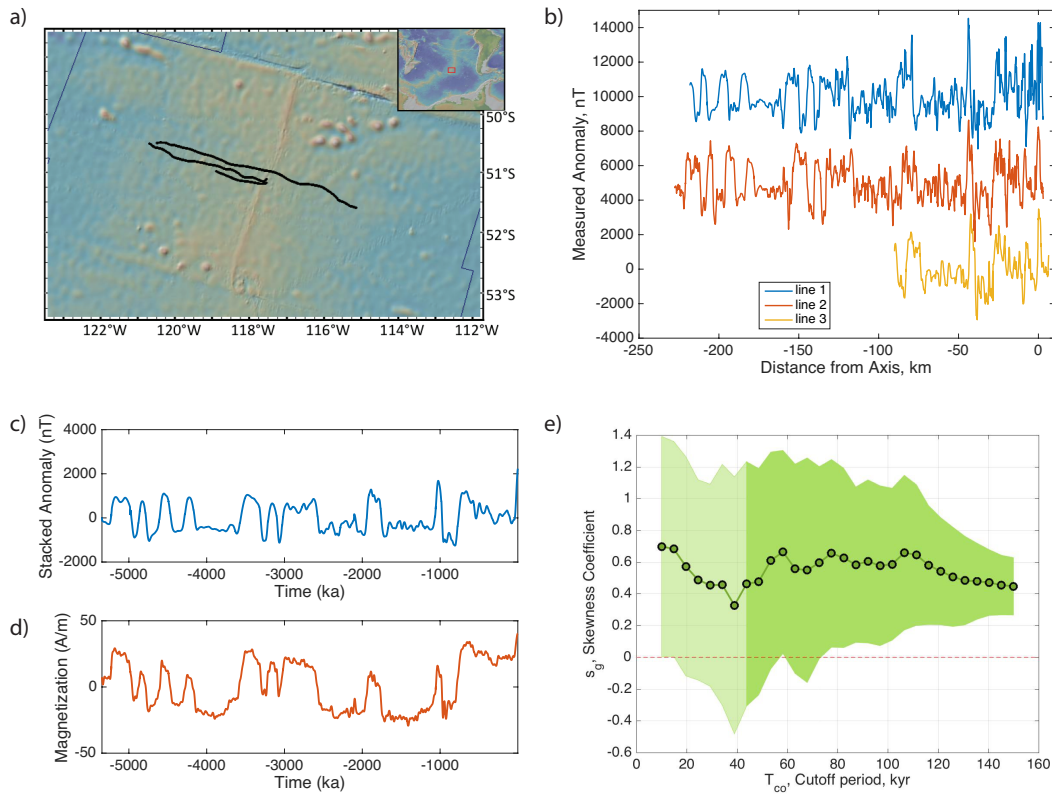 a)
50°S
51°S
52°S
53°S
122°W 120°W 118°W 116°W 114°W 112°W
b)
Measured Anomaly, nT
14000
12000
10000
8000
6000
4000
2000
0
-2000
-4000
line 1
line 2
line 3
-250 -200 -150 -100 -50 0
Distance from Axis, km
c)
Stacked Anomaly (nT)
4000
2000
0
-2000
-5000 -4000 -3000 -2000 -1000
Time (ka)
d)
Magnetization (A/m)
50
0
-50
-5000 -4000 -3000 -2000 -1000
Time (ka)
e)
s_g, Skewness Coefficient
1.4
1.2
1
0.8
0.6
0.4
0.2
0
-0.2
-0.4
-0.6
0 20 40 60 80 100 120 140 160
T_co, Cutoff period, kyr